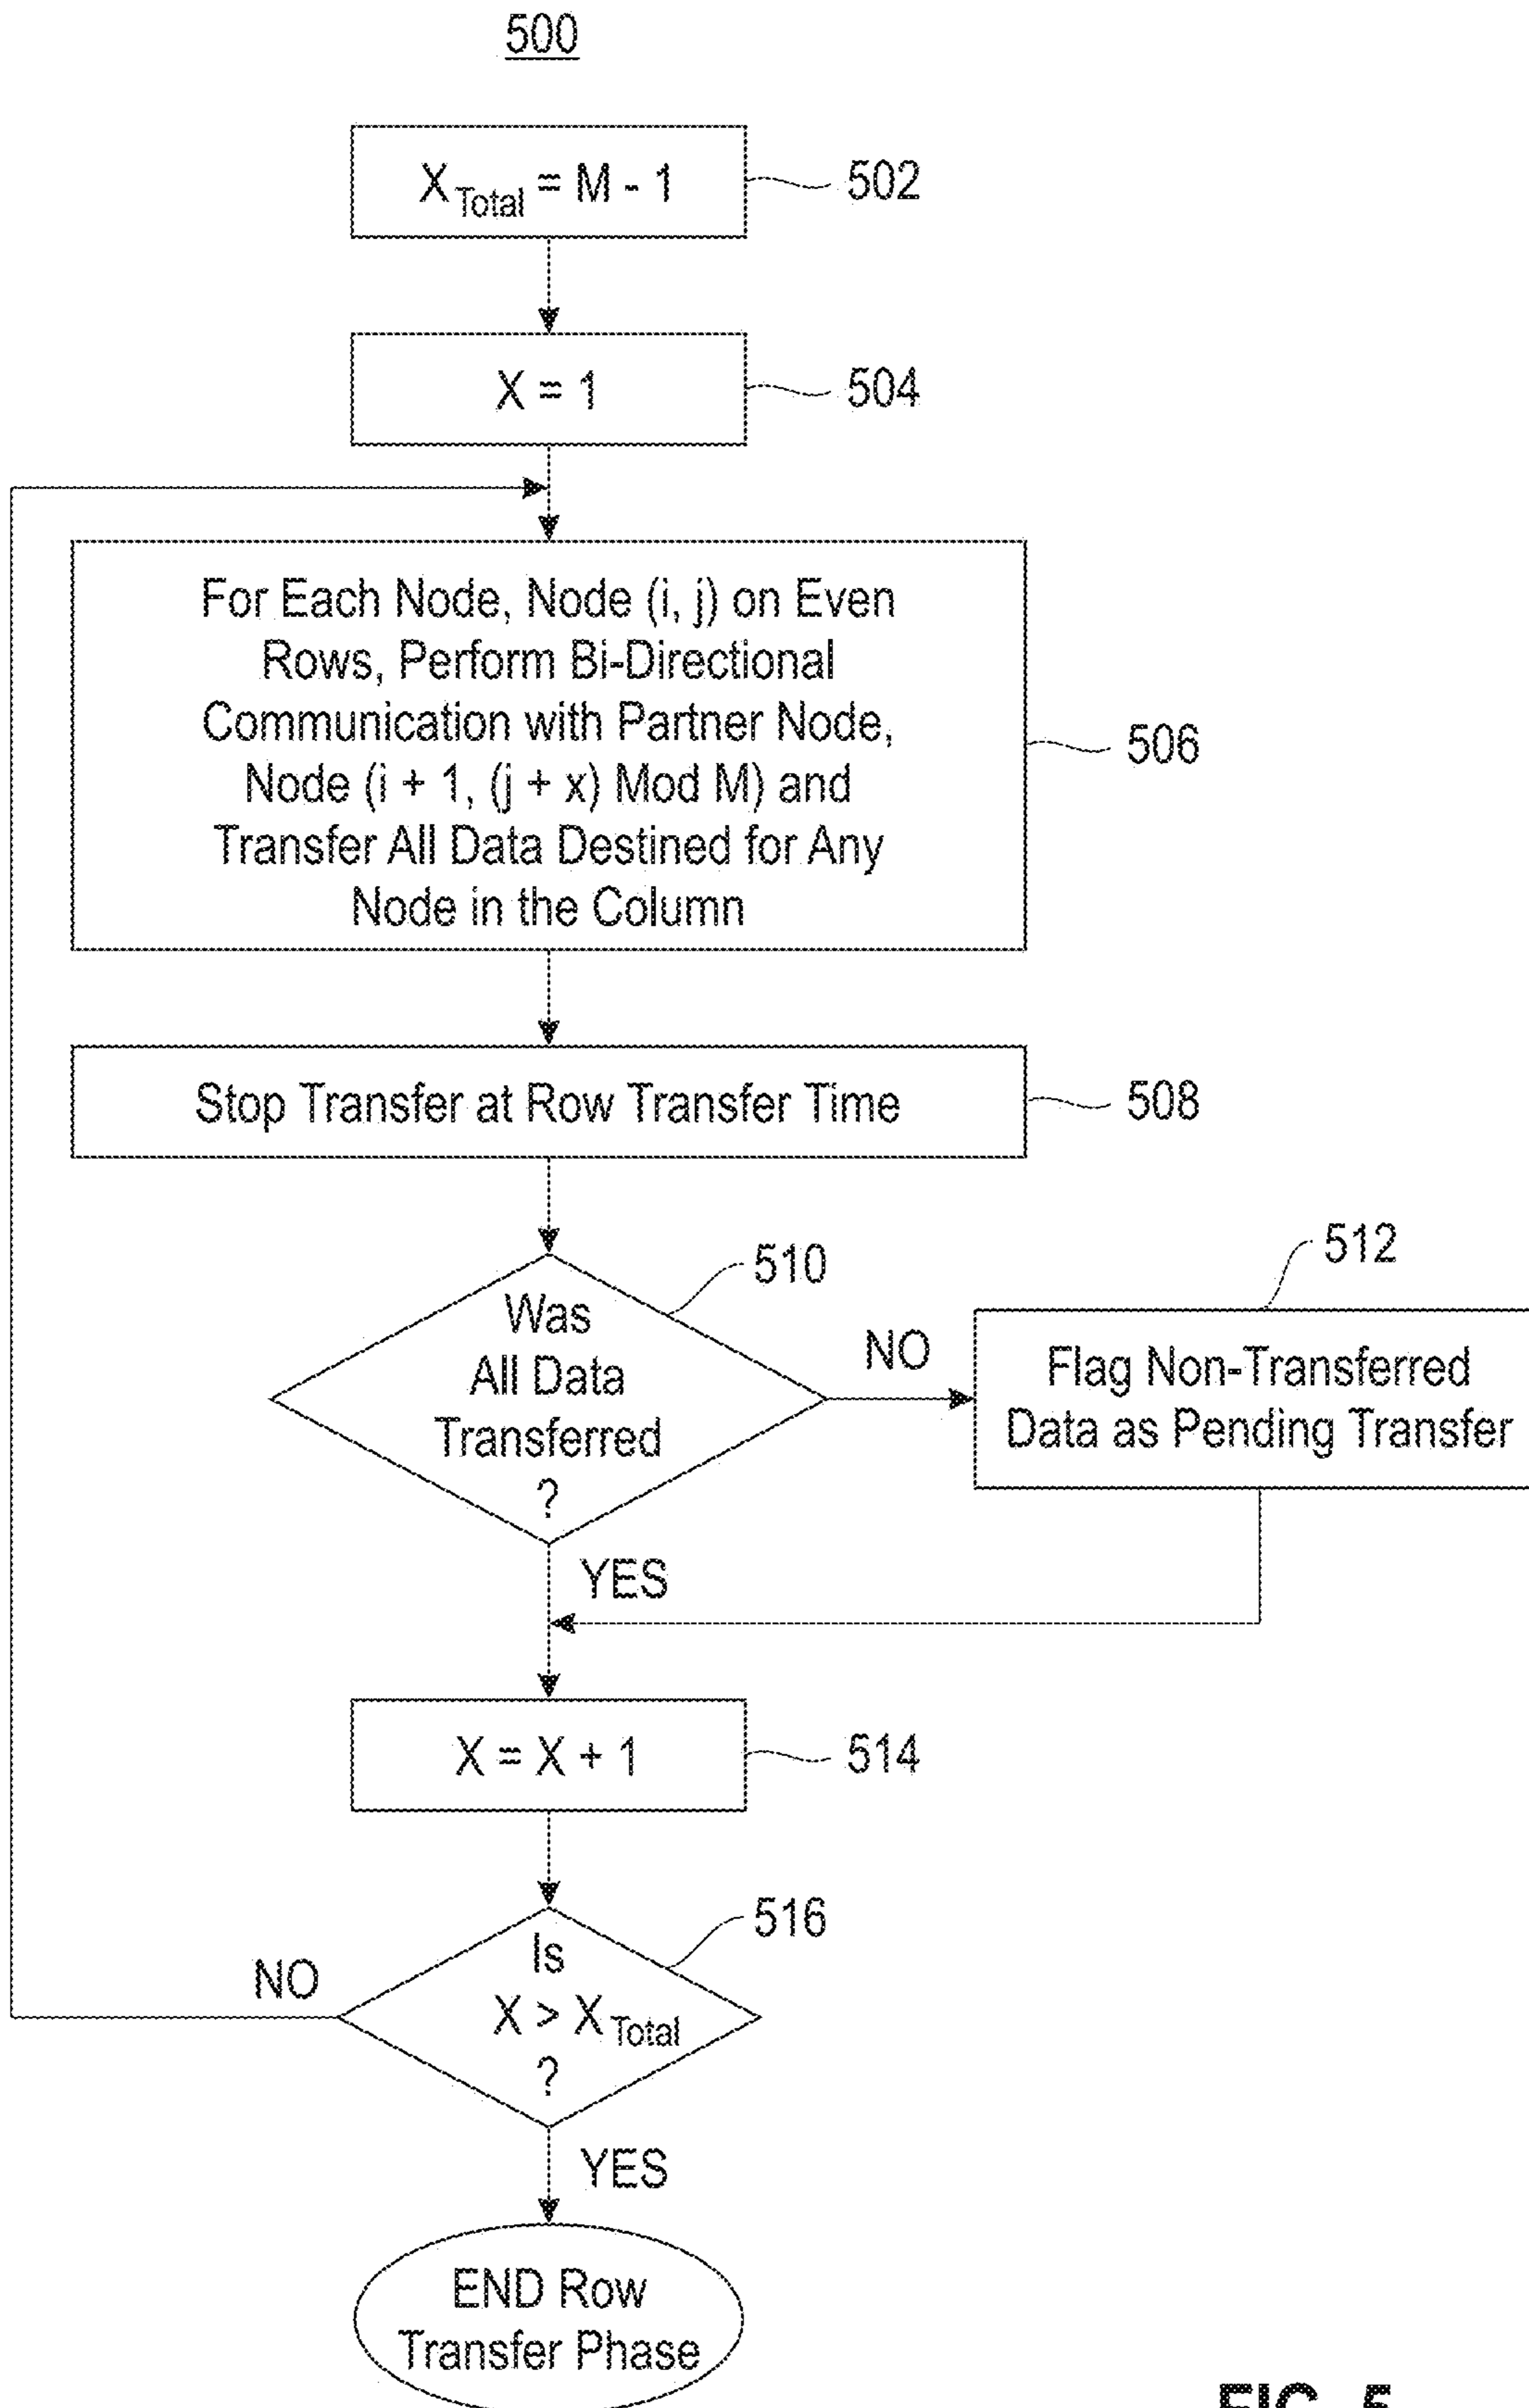 500
X Total = M - 1
502
X = 1
504
For Each Node, Node (i, j) on Even
Rows, Perform Bi-Directional
Communication with Partner Node,
Node (i + 1, (j + x) Mod M) and
Transfer All Data Destined for Any
Node in the Column
506
Stop Transfer at Row Transfer Time
508
510
Was
All Data
Transferred
?
NO
512
Flag Non-Transferred
Data as Pending Transfer
YES
X = X + 1
514
516
Is
X > X Total
?
NO
YES
END Row
Transfer Phase
FIG. 5